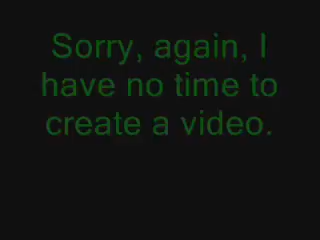 Sorry, again, I
have no time to
create a video.